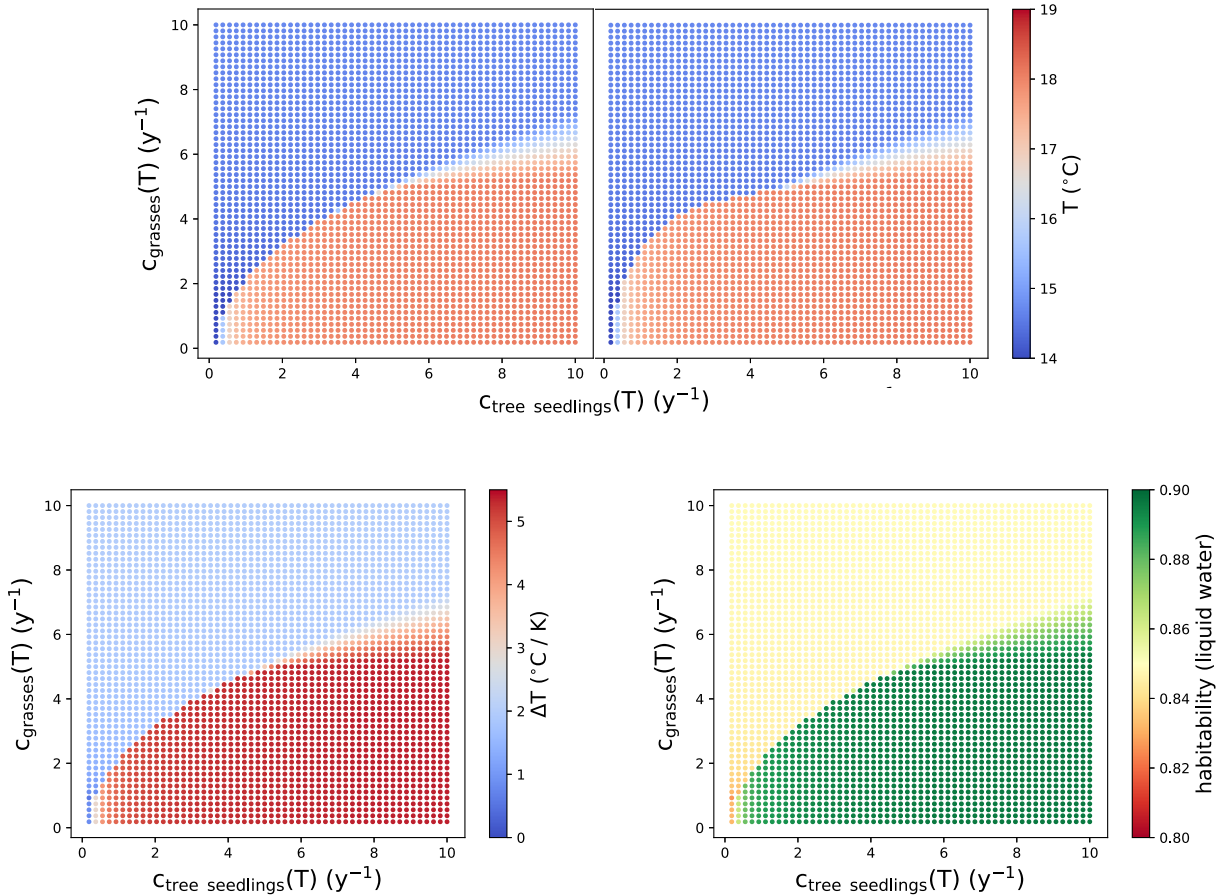 10
8
6
4
2
0
c_grasses(T) (y⁻¹)
0 2 4 6 8 10
0 2 4 6 8 10
c_tree seedlings(T) (y⁻¹)
19
18
17
16
15
14
T (°C)
10
8
6
4
2
0
c_grasses(T) (y⁻¹)
0 2 4 6 8 10
c_tree seedlings(T) (y⁻¹)
5
4
3
2
1
0
ΔT (°C / K)
10
8
6
4
2
0
c_grasses(T) (y⁻¹)
0 2 4 6 8 10
c_tree seedlings(T) (y⁻¹)
0.90
0.88
0.86
0.84
0.82
0.80
habitability (liquid water)